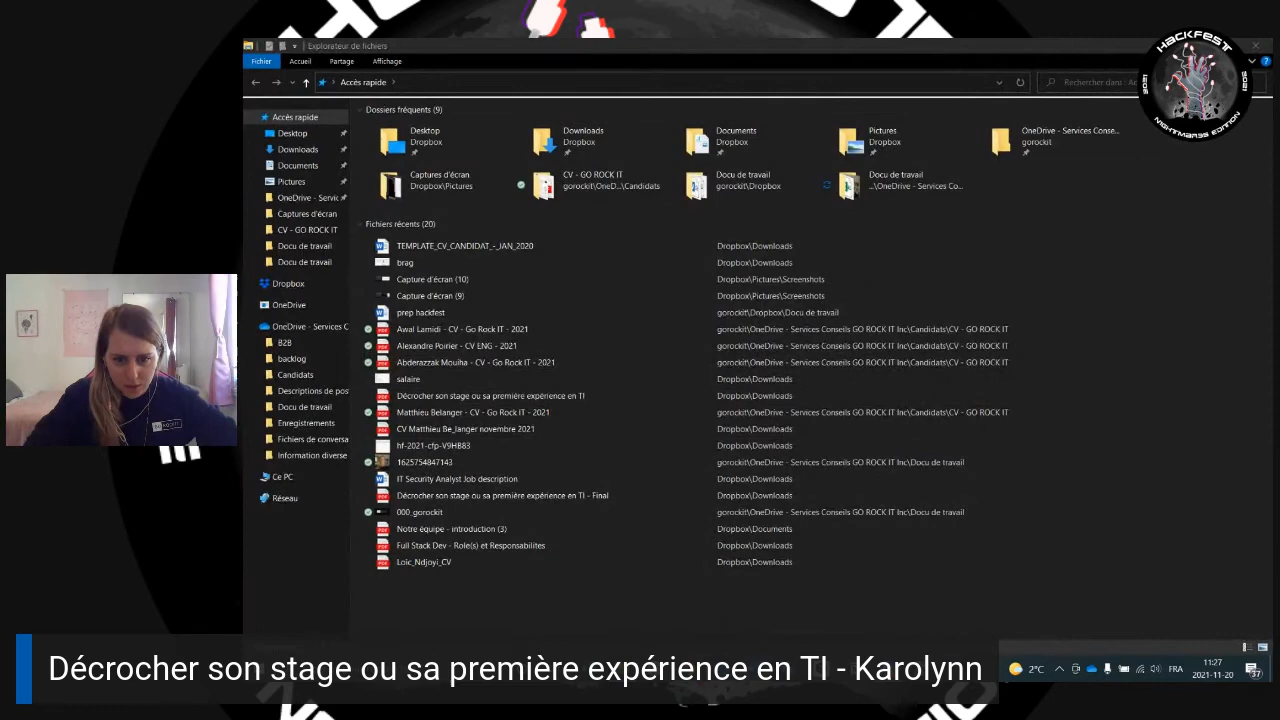 Explorateur de fichiers
Fichier Accueil Partage Affichage
Accès rapide
Rechercher dans : Ac
HACKFEST
2021 2021
NIGHTMAR3S EDITION
Accès rapide
Desktop
Downloads
Documents
Pictures
OneDrive - Servic
Captures d'écran
CV - GO ROCK IT
Docu de travail
Docu de travail
Dropbox
OneDrive
OneDrive - Services C
B2B
backlog
Candidats
Descriptions de pos
Docu de travail
Enregistrements
Fichiers de conversa
Information diverse
Ce PC
Réseau
Dossiers fréquents (9)
Desktop
Dropbox
Downloads
Dropbox
Documents
Dropbox
Pictures
Dropbox
OneDrive - Services Conse...
gorockit
Captures d'écran
Dropbox\Pictures
CV - GO ROCK IT
gorockit\OneD...\Candidats
Docu de travail
gorockit\Dropbox
Docu de travail
...\OneDrive - Services Co...
Fichiers récents (20)
TEMPLATE_CV_CANDIDAT_-_JAN_2020 Dropbox\Downloads
brag Dropbox\Downloads
Capture d'écran (10) Dropbox\Pictures\Screenshots
Capture d'écran (9) Dropbox\Pictures\Screenshots
prep hackfest gorockit\Dropbox\Docu de travail
Awal Lamidi - CV - Go Rock IT - 2021 gorockit\OneDrive - Services Conseils GO ROCK IT Inc\Candidats\CV - GO ROCK IT
Alexandre Poirier - CV ENG - 2021 gorockit\OneDrive - Services Conseils GO ROCK IT Inc\Candidats\CV - GO ROCK IT
Abderazzak Mouiha - CV - Go Rock IT - 2021 gorockit\OneDrive - Services Conseils GO ROCK IT Inc\Candidats\CV - GO ROCK IT
salaire Dropbox\Downloads
Décrocher son stage ou sa première expérience en TI Dropbox\Downloads
Matthieu Belanger - CV - Go Rock IT - 2021 gorockit\OneDrive - Services Conseils GO ROCK IT Inc\Candidats\CV - GO ROCK IT
CV Matthieu Be_langer novembre 2021 Dropbox\Downloads
hf-2021-cfp-V9HB83 Dropbox\Downloads
1625754847143 gorockit\OneDrive - Services Conseils GO ROCK IT Inc\Docu de travail
IT Security Analyst Job description Dropbox\Downloads
Décrocher son stage ou sa première expérience en TI - Final Dropbox\Downloads
000_gorockit gorockit\OneDrive - Services Conseils GO ROCK IT Inc\Docu de travail
Notre équipe - introduction (3) Dropbox\Documents
Full Stack Dev - Role(s) et Responsabilites Dropbox\Downloads
Loic_Ndjoyi_CV Dropbox\Downloads
Décrocher son stage ou sa première expérience en TI - Karolynn
2°C FRA 11:27
2021-11-20
37